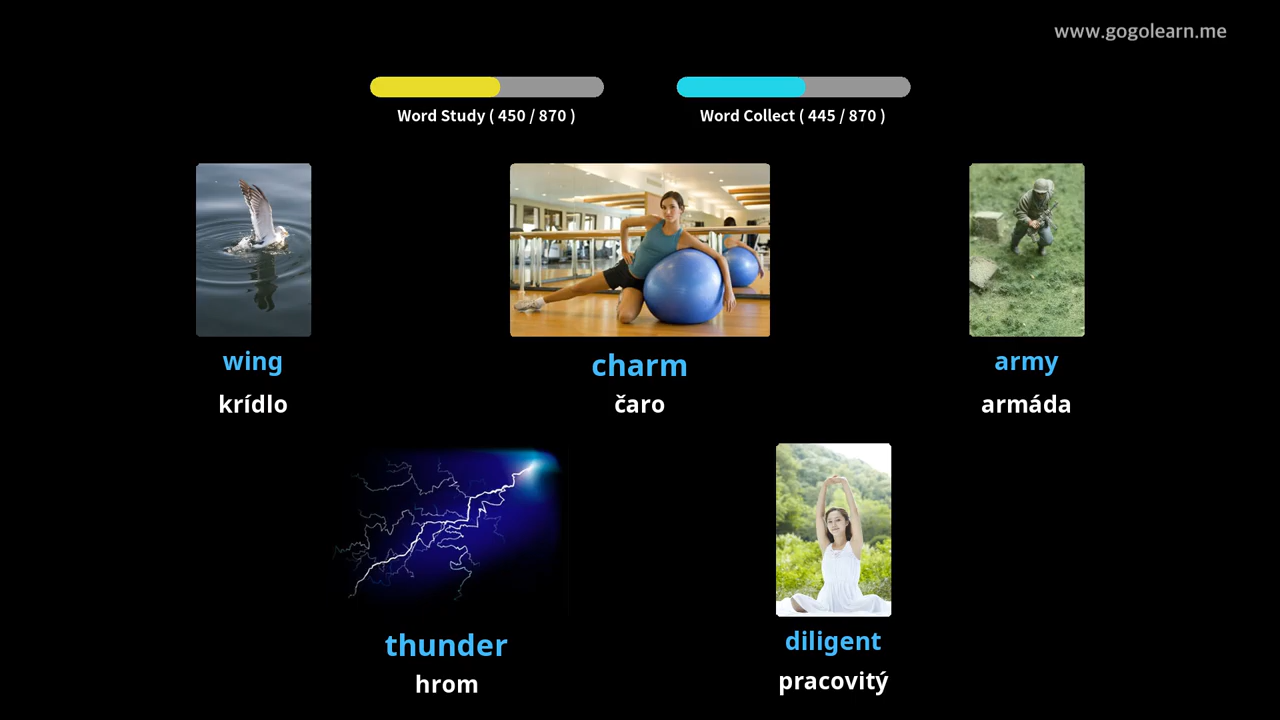 www.gogolearn.me
Word Study ( 450 / 870 )
Word Collect ( 445 / 870 )
wing
krídlo
charm
čaro
army
armáda
thunder
hrom
diligent
pracovitý